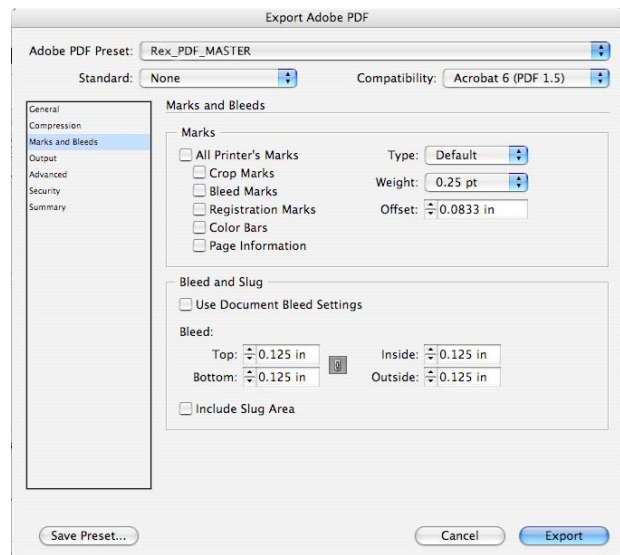 Export Adobe PDF
Adobe PDF Preset: Rex_PDF_MASTER
Standard: None Compatibility: Acrobat 6 (PDF 1.5)
General
Compression
Marks and Bleeds
Output
Advanced
Security
Summary
Marks and Bleeds
Marks
All Printer's Marks
Crop Marks
Bleed Marks
Registration Marks
Color Bars
Page Information
Type: Default
Weight: 0.25 pt
Offset: 0.0833 in
Bleed and Slug
Use Document Bleed Settings
Bleed:
Top: 0.125 in Inside: 0.125 in
Bottom: 0.125 in Outside: 0.125 in
Include Slug Area
Save Preset... Cancel Export